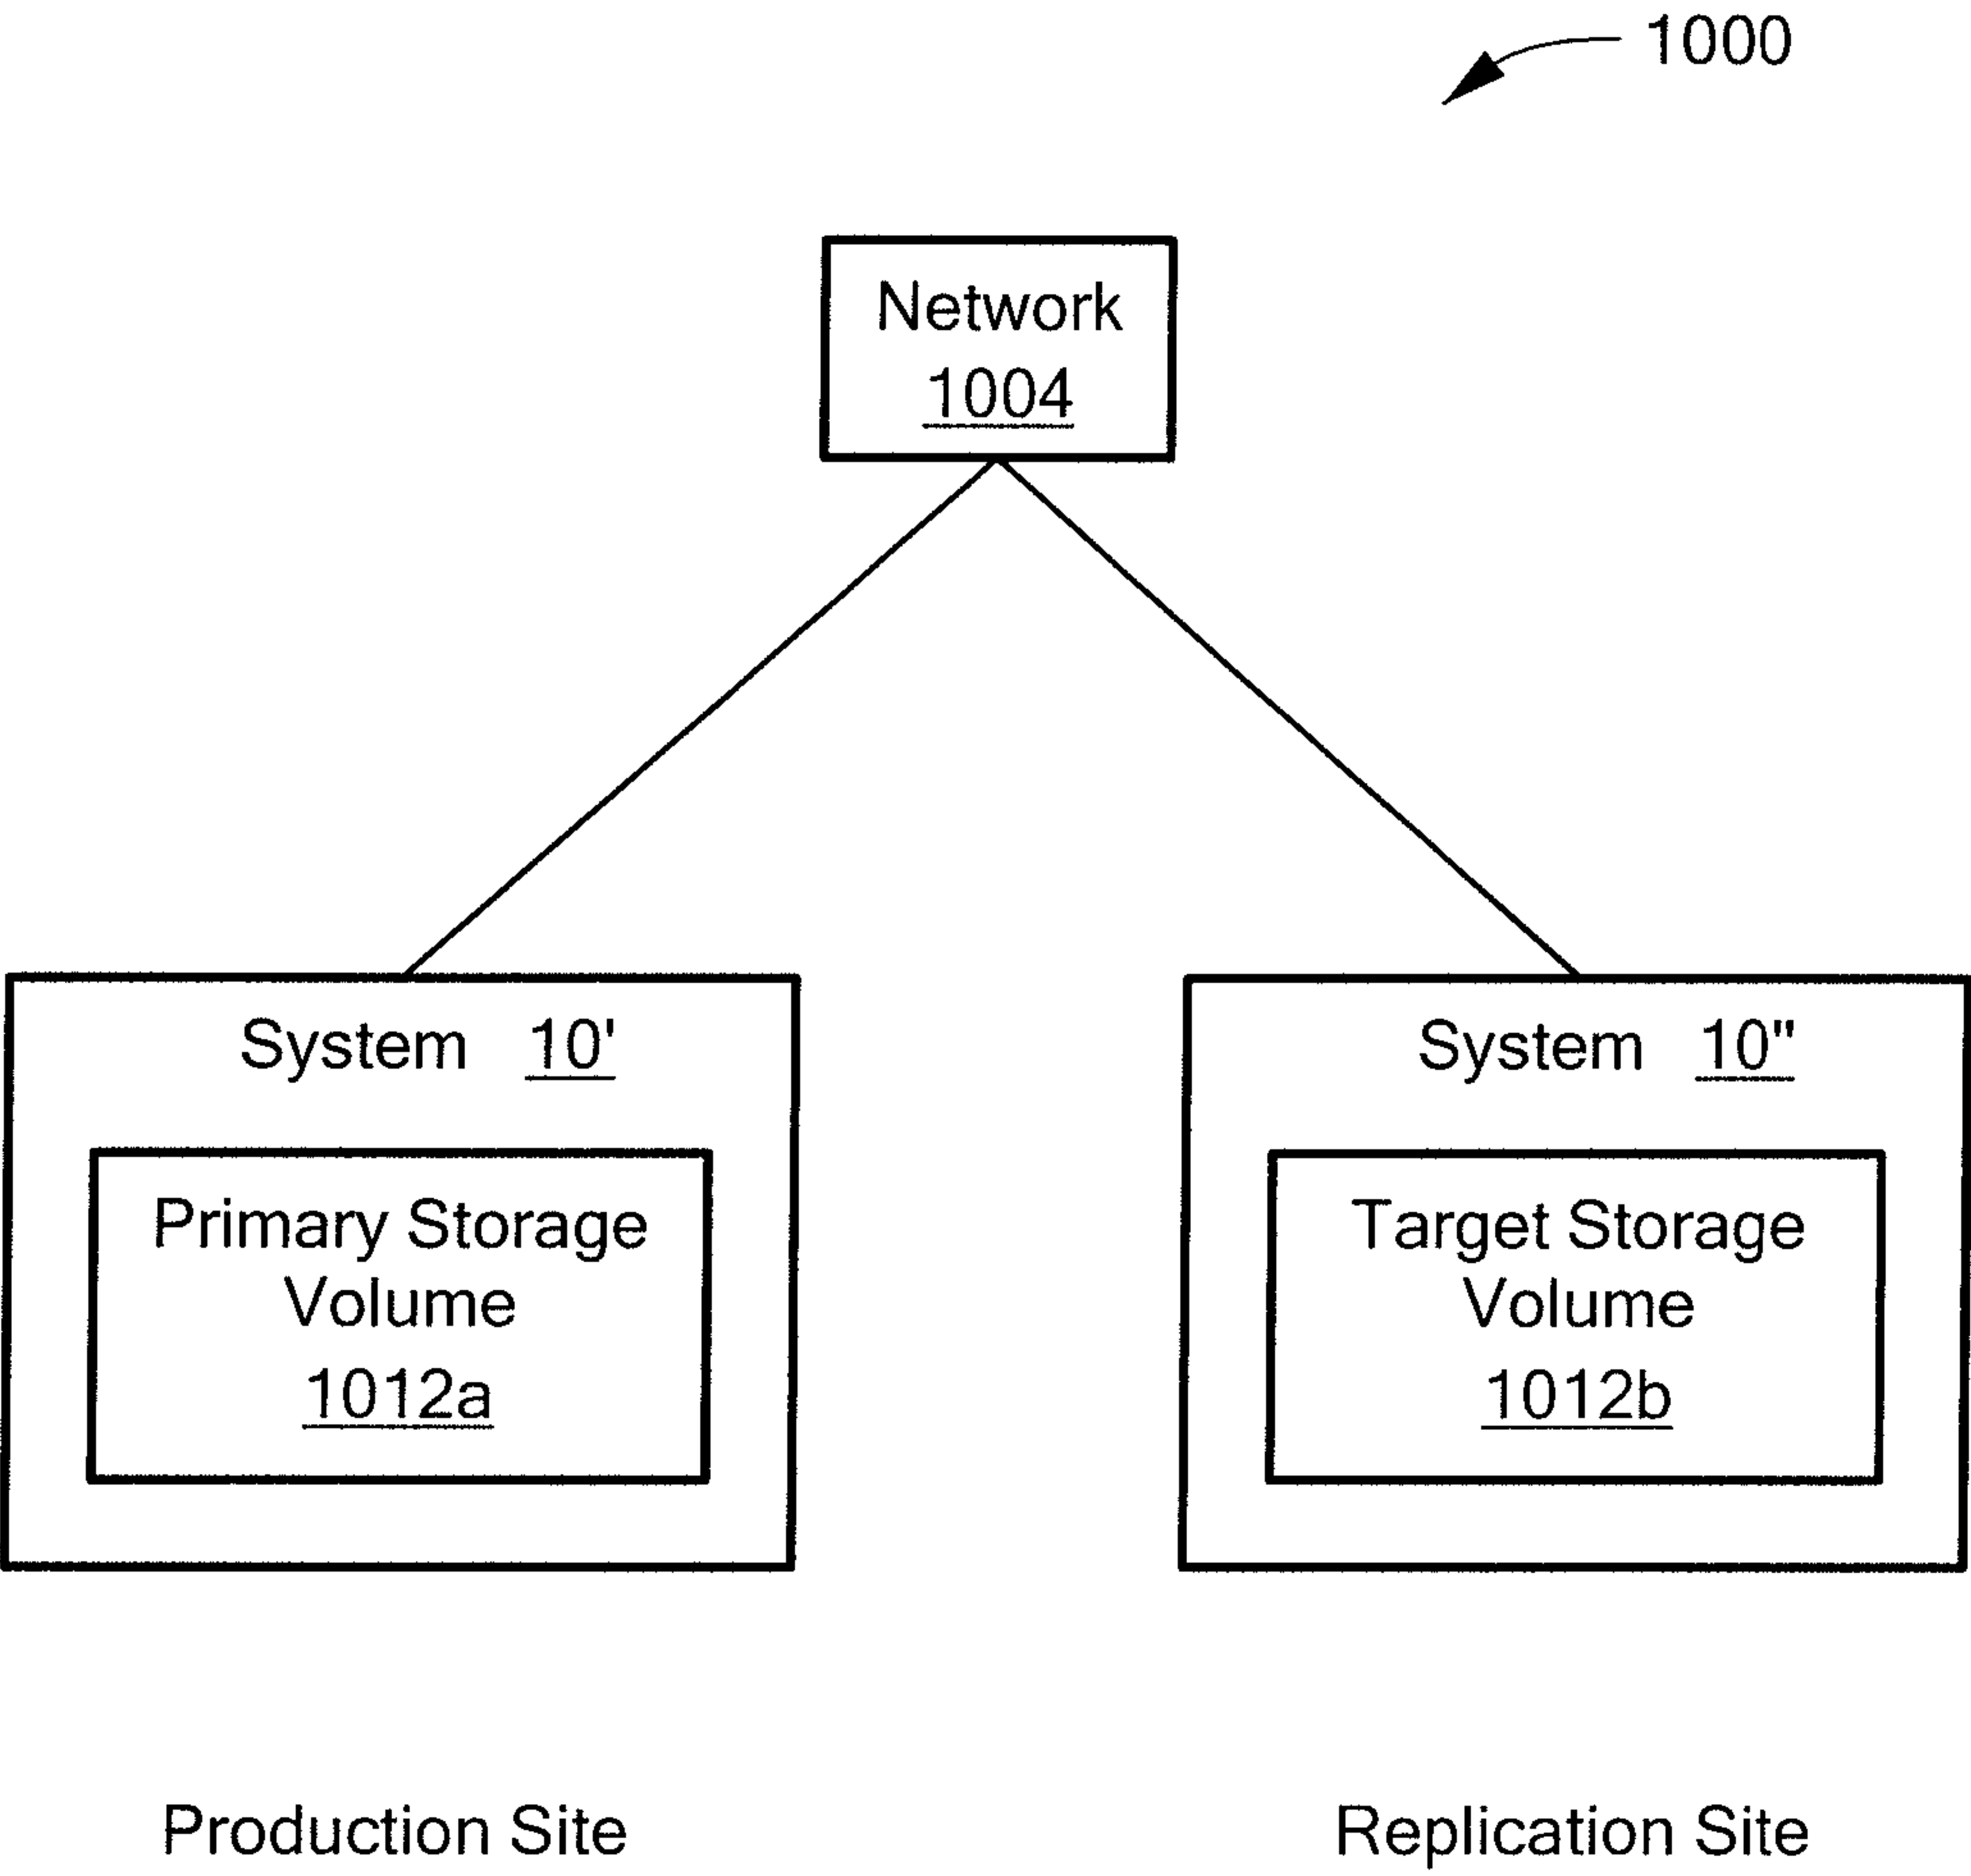 1000
Network
1004
System 10'
Primary Storage
Volume
1012a
System 10"
Target Storage
Volume
1012b
Production Site
Replication Site